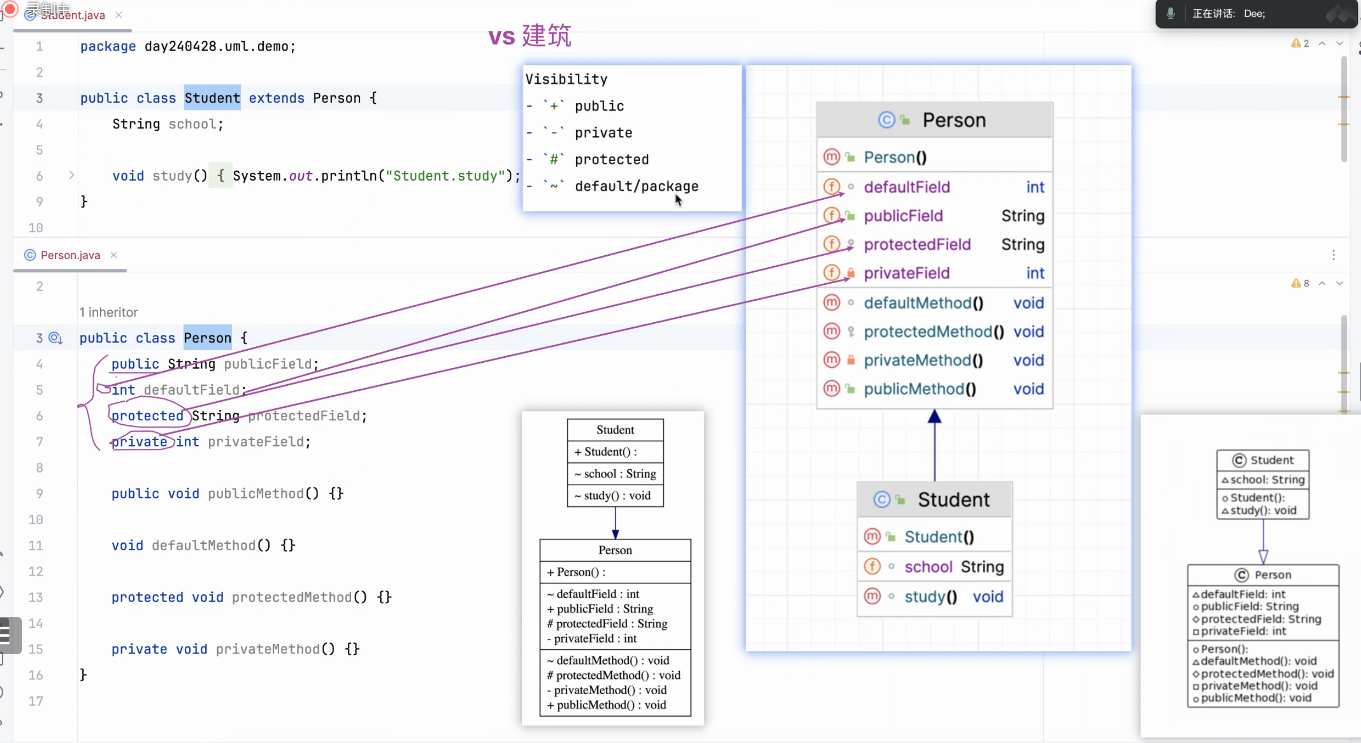 录制中
Student.java
正在讲话: Dee;
vs 建筑
1 package day240428.uml.demo;
2
2
3 public class Student extends Person {
4 String school;
5
6 void study() { System.out.println("Student.study");
9 }
10
Visibility
- `+` public
- `-` private
- `#` protected
- `~` default/package
Person
Person()
defaultField int
publicField String
protectedField String
privateField int
defaultMethod() void
protectedMethod() void
privateMethod() void
publicMethod() void
Student
Student()
school String
study() void
Person.java
8
2
1 inheritor
3 public class Person {
4 public String publicField;
5 int defaultField;
6 protected String protectedField;
7 private int privateField;
8
9 public void publicMethod() {}
10
11 void defaultMethod() {}
12
13 protected void protectedMethod() {}
14
15 private void privateMethod() {}
16 }
17
Student
+ Student() :
~ school : String
~ study() : void
Person
+ Person() :
~ defaultField : int
+ publicField : String
# protectedField : String
- privateField : int
~ defaultMethod() : void
# protectedMethod() : void
- privateMethod() : void
+ publicMethod() : void
C Student
school: String
Student():
study(): void
C Person
defaultField: int
publicField: String
protectedField: String
privateField: int
Person():
defaultMethod(): void
protectedMethod(): void
privateMethod(): void
publicMethod(): void